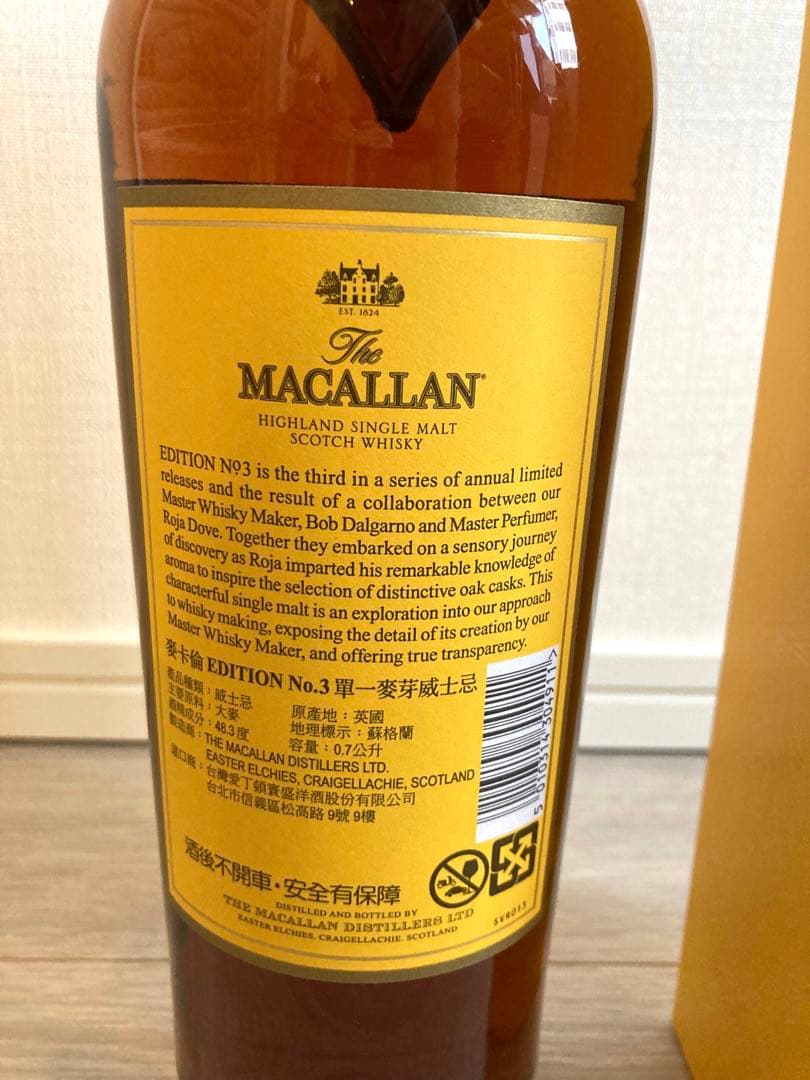 EST. 1824
The
MACALLAN
HIGHLAND SINGLE MALT
SCOTCH WHISKY
EDITION Nº3 is the third in a series of annual limited
releases and the result of a collaboration between our
Master Whisky Maker, Bob Dalgarno and Master Perfumer,
Roja Dove. Together they embarked on a sensory journey
of discovery as Roja imparted his remarkable knowledge of
aroma to inspire the selection of distinctive oak casks. This
characterful single malt is an exploration into our approach
to whisky making, exposing the detail of its creation by our
Master Whisky Maker, and offering true transparency.
麥卡倫 EDITION No.3 單一麥芽威士忌
產品種類：威士忌
主要原料：大麥 原產地：英國
酒精成分：48.3度 地理標示：蘇格蘭
容量：0.7公升
製造商：THE MACALLAN DISTILLERS LTD.
EASTER ELCHIES, CRAIGELLACHIE, SCOTLAND
進口商：台灣愛丁頓寰盛洋酒股份有限公司
台北市信義區松高路 9號 9樓
5 010314 304911 >
酒後不開車‧安全有保障
DISTILLED AND BOTTLED BY
THE MACALLAN DISTILLERS LTD
EASTER ELCHIES, CRAIGELLACHIE, SCOTLAND
SVR013